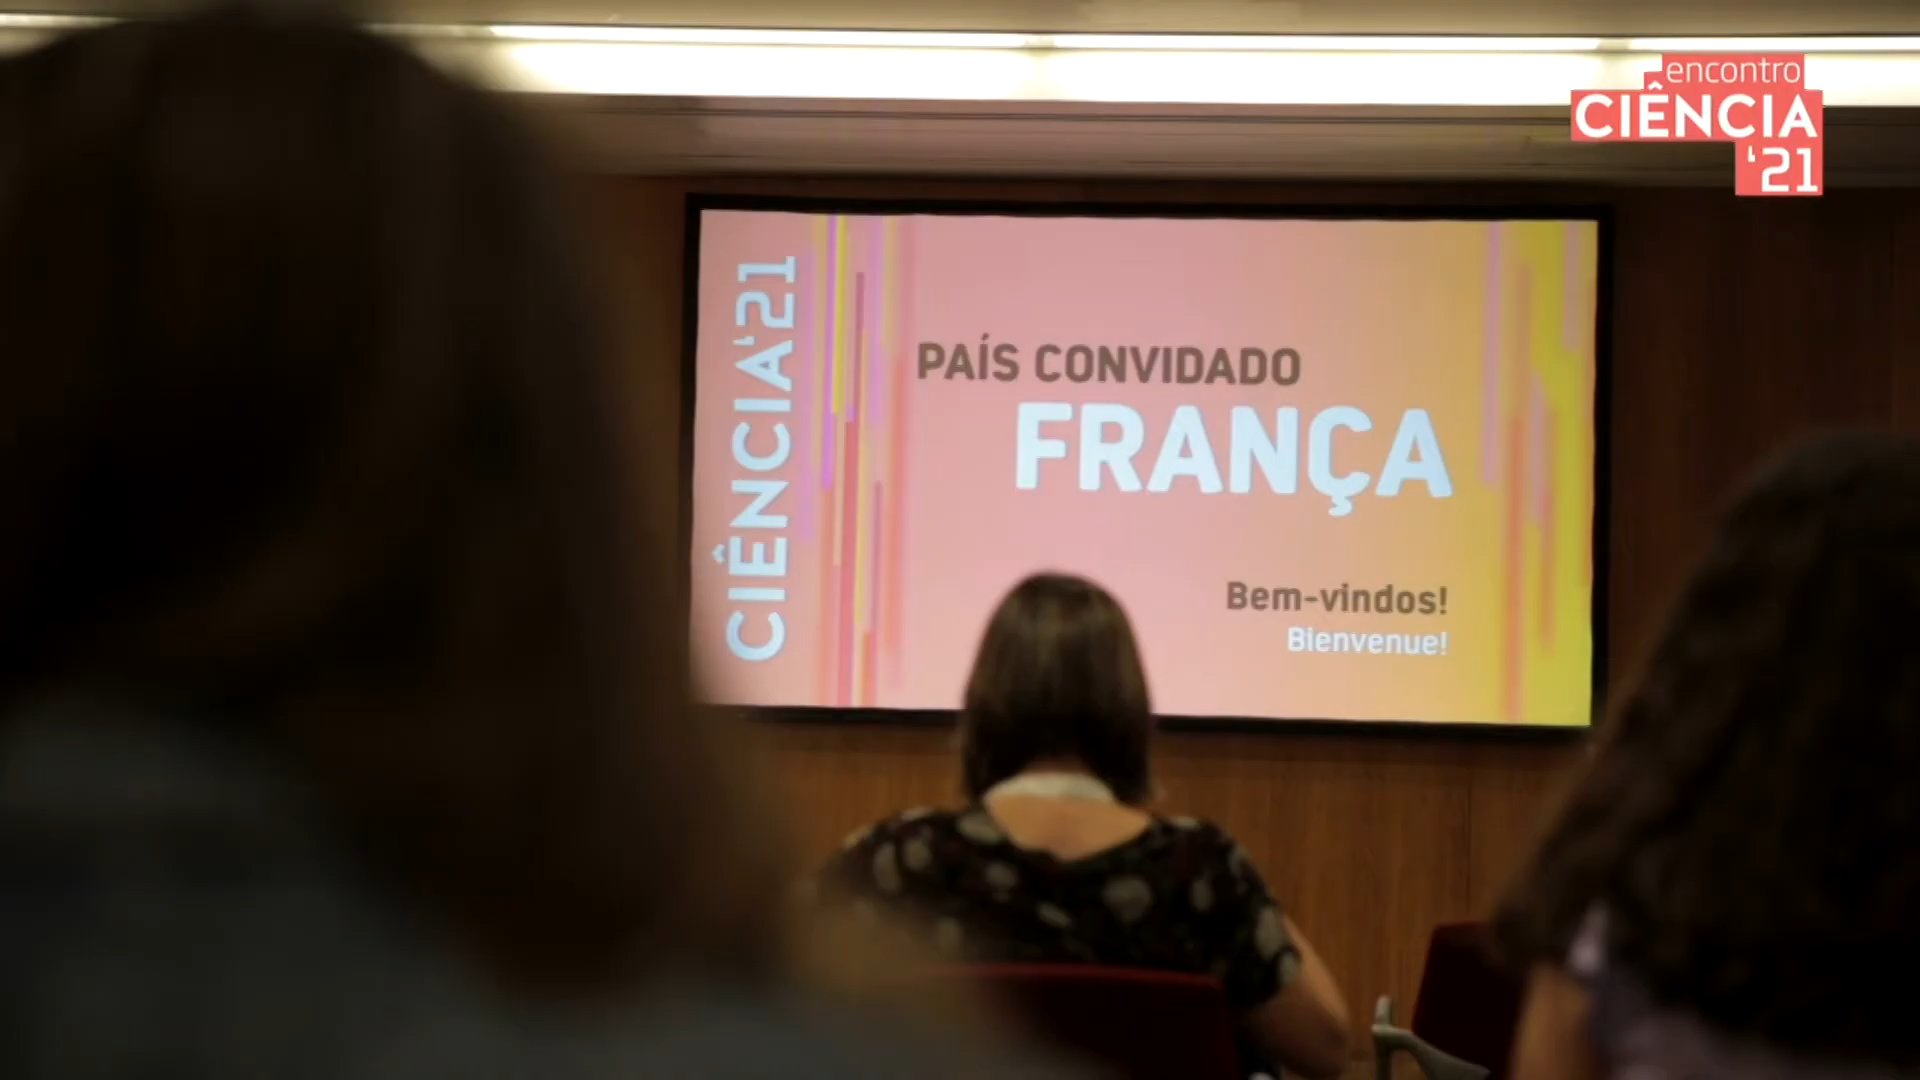 encontro
CIÊNCIA
'21
CIÊNCIA'21
PAÍS CONVIDADO
FRANÇA
Bem-vindos!
Bienvenue!